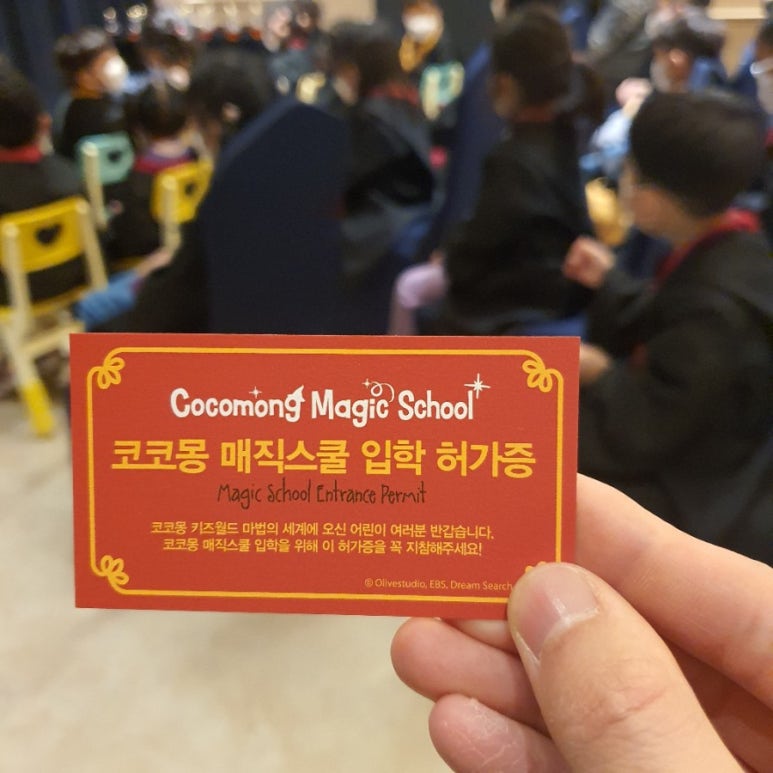 Cocomong Magic School
코코몽 매직스쿨 입학 허가증
Magic School Entrance Permit
코코몽 키즈월드 마법의 세계에 오신 어린이 여러분 반갑습니다.
코코몽 매직스쿨 입학을 위해 이 허가증을 꼭 지참해주세요!
© Olivestudio, EBS, Dream Search